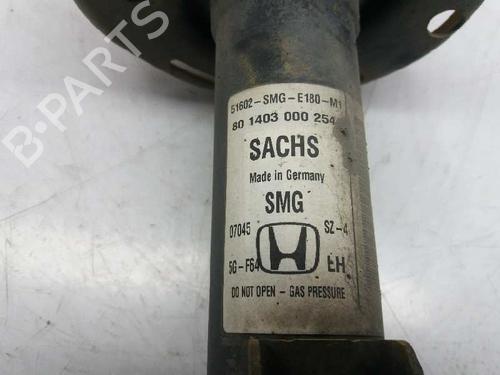 B-PARTS
51602-SMG-E180-M1
80 1403 000 254
SACHS
Made in Germany
SMG
07045 SZ-4
5G-F64 LH
DO NOT OPEN - GAS PRESSURE